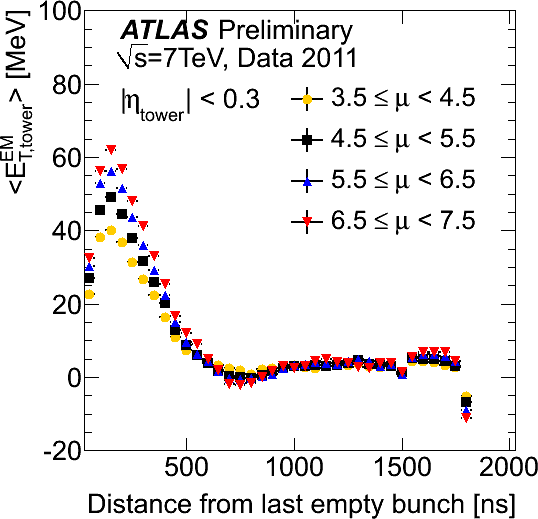 ATLAS Preliminary
√s=7TeV, Data 2011
|η_tower| < 0.3
3.5 ≤ μ < 4.5
4.5 ≤ μ < 5.5
5.5 ≤ μ < 6.5
6.5 ≤ μ < 7.5
<E^EM_T,tower> [MeV]
100
80
60
40
20
0
-20
500
1000
1500
2000
Distance from last empty bunch [ns]